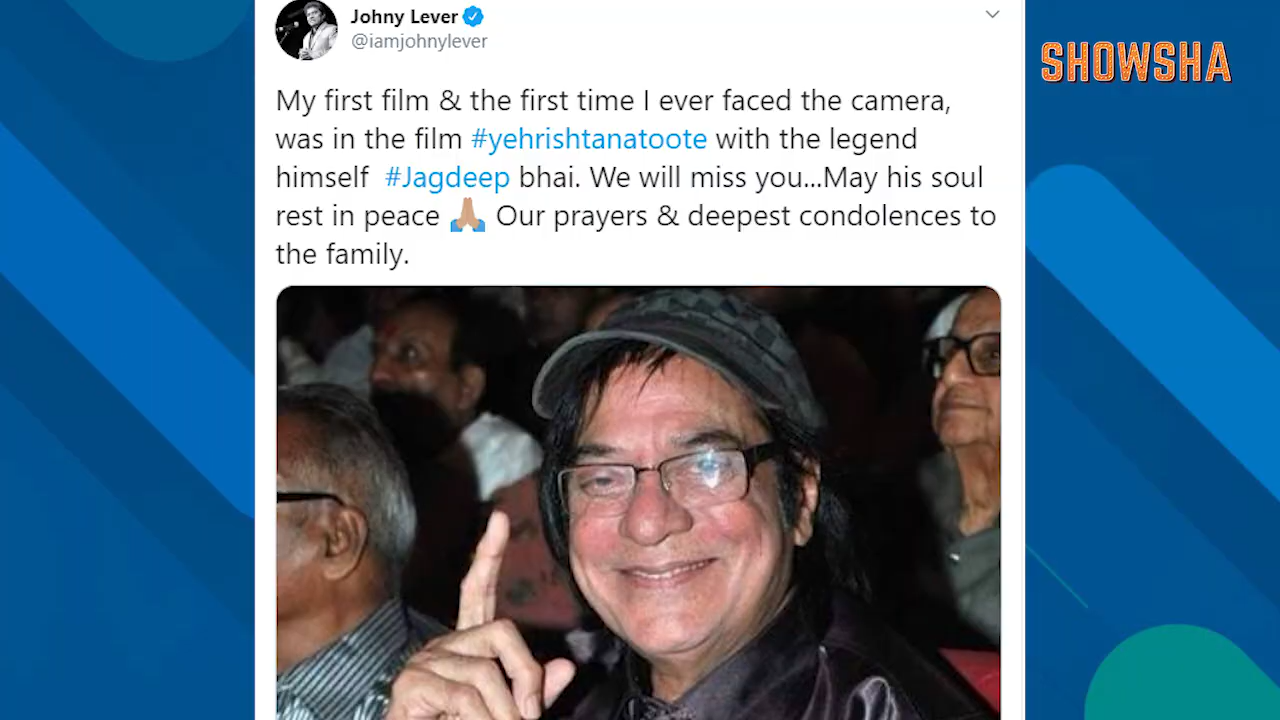 Johny Lever
@iamjohnylever
SHOWSHA
My first film & the first time I ever faced the camera,
was in the film #yehrishtanatoote with the legend
himself #Jagdeep bhai. We will miss you...May his soul
rest in peace 🙏🏽 Our prayers & deepest condolences to
the family.